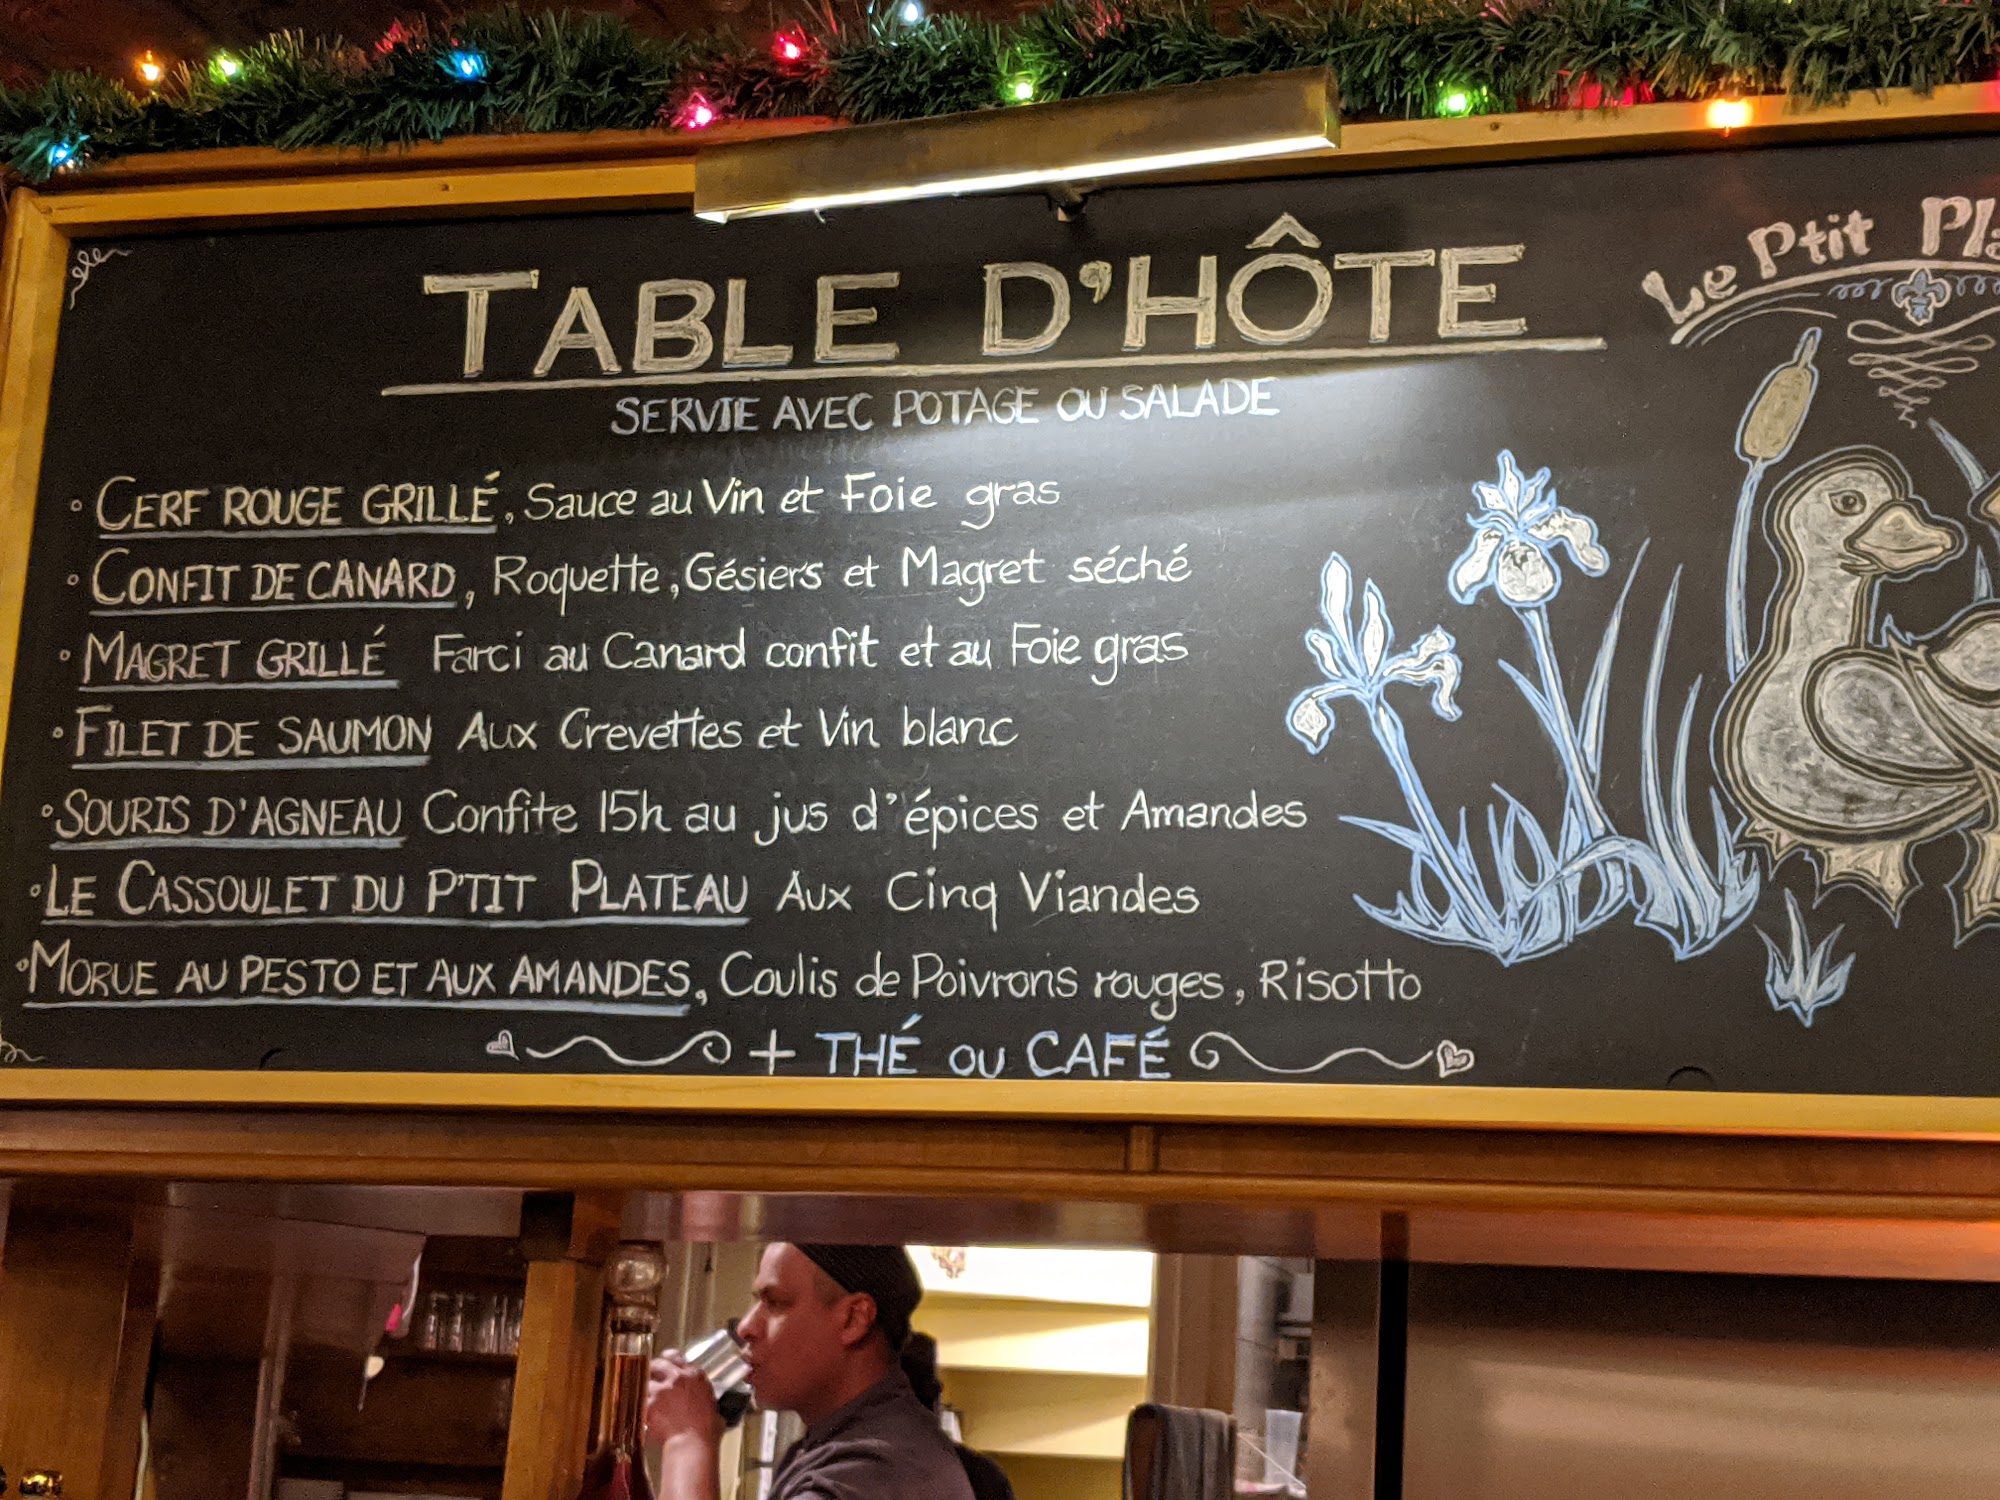 TABLE D'HÔTE
Le Ptit
SERVIE AVEC POTAGE OU SALADE
° CERF ROUGE GRILLÉ, Sauce au Vin et Foie gras
° CONFIT DE CANARD, Roquette, Gésiers et Magret séché
° MAGRET GRILLÉ Farci au Canard confit et au Foie gras
° FILET DE SAUMON Aux Crevettes et Vin blanc
° SOURIS D'AGNEAU Confite 15h au jus d'épices et Amandes
° LE CASSOULET DU P'TIT PLATEAU Aux Cinq Viandes
° MORUE AU PESTO ET AUX AMANDES, Coulis de Poivrons rouges, Risotto
+ THÉ OU CAFÉ